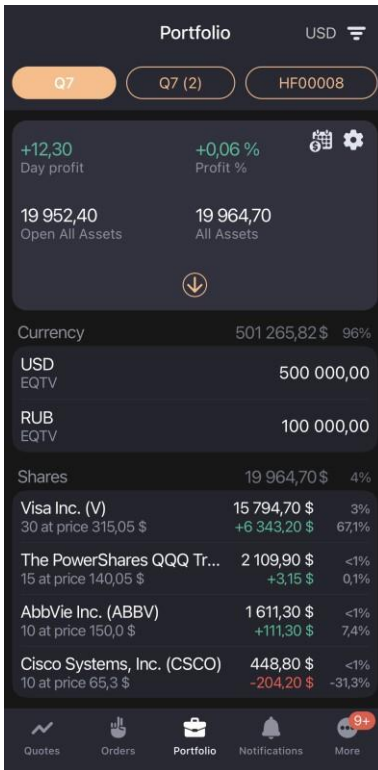 Portfolio
USD
Q7
Q7 (2)
HF00008
+12,30
+0,06 %
Day profit
Profit %
19 952,40
19 964,70
Open All Assets
All Assets
Currency 501 265,82$ 96%
USD
EQTV
500 000,00
RUB
EQTV
100 000,00
Shares 19 964,70$ 4%
Visa Inc. (V) 15 794,70 $ 3%
30 at price 315,05 $ +6 343,20 $ 67,1%
The PowerShares QQQ Tr... 2 109,90 $ <1%
15 at price 140,05 $ +3,15 $ 0,1%
AbbVie Inc. (ABBV) 1 611,30 $ <1%
10 at price 150,0 $ +111,30 $ 7,4%
Cisco Systems, Inc. (CSCO) 448,80 $ <1%
10 at price 65,3 $ -204,20 $ -31,3%
9+
Quotes Orders Portfolio Notifications More